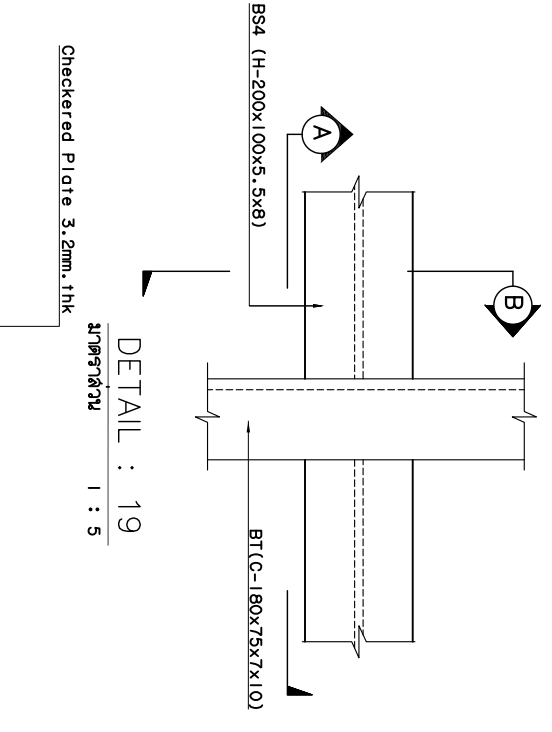 B
A
BS4 (H-200x100x5.5x8)
BT(C-180x75x7x10)
DETAIL : 19
มาตราส่วน 1 : 5
Checkered Plate 3.2mm.thk